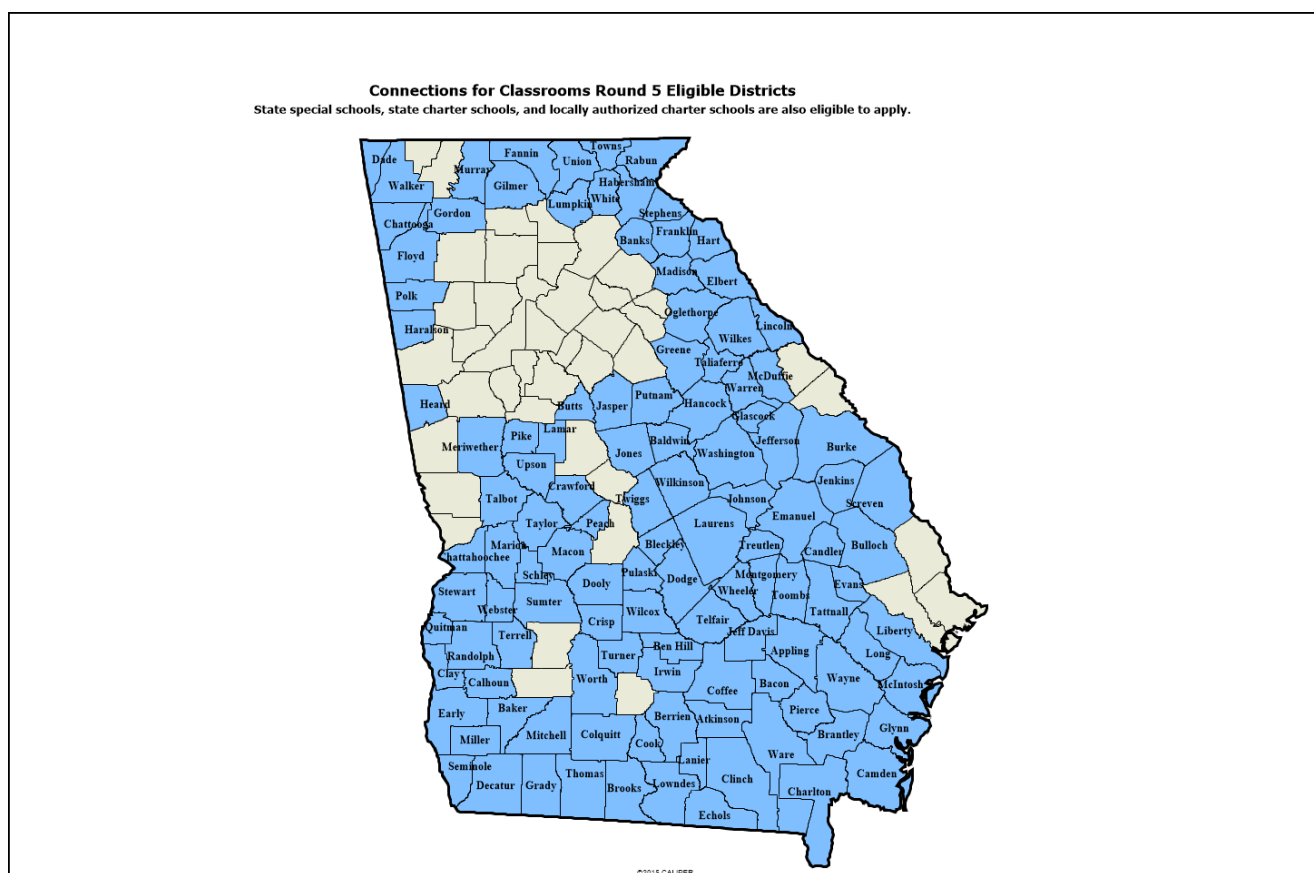 Connections for Classrooms Round 5 Eligible Districts
State special schools, state charter schools, and locally authorized charter schools are also eligible to apply.
Towns
Fannin
Dade
Union
Rabun
Murray
Walker
Gilmer
Habersham
White
Lumpkin
Gordon
Stephens
Chattooga
Franklin
Banks
Hart
Floyd
Madison
Elbert
Polk
Oglethorpe
Lincoln
Haralson
Wilkes
Greene
Taliaferro
McDuffie
Warren
Putnam
Heard
Butts
Jasper
Hancock
Glascock
Lamar
Pike
Baldwin
Jefferson
Meriwether
Burke
Jones
Washington
Upson
Wilkinson
Jenkins
Crawford
Talbot
Twiggs
Johnson
Screven
Emanuel
Taylor
Peach
Laurens
Marion
Bleckley
Treutlen
Bulloch
Macon
Candler
hattahoochee
Schley
Pulaski
Montgomery
Dodge
Dooly
Evans
Stewart
Wheeler
Toombs
Sumter
Webster
Wilcox
Tattnall
Crisp
Telfair
Quitman
Jeff Davis
Liberty
Terrell
Ben Hill
Appling
Long
Randolph
Turner
Clay
Irwin
Calhoun
Worth
Wayne
Bacon
McIntosh
Coffee
Baker
Pierce
Early
Berrien
Atkinson
Glynn
Miller
Mitchell
Colquitt
Brantley
Cook
Ware
Lanier
Seminole
Thomas
Camden
Clinch
Decatur
Grady
Brooks
Lowndes
Charlton
Echols
©2015 CALIPER